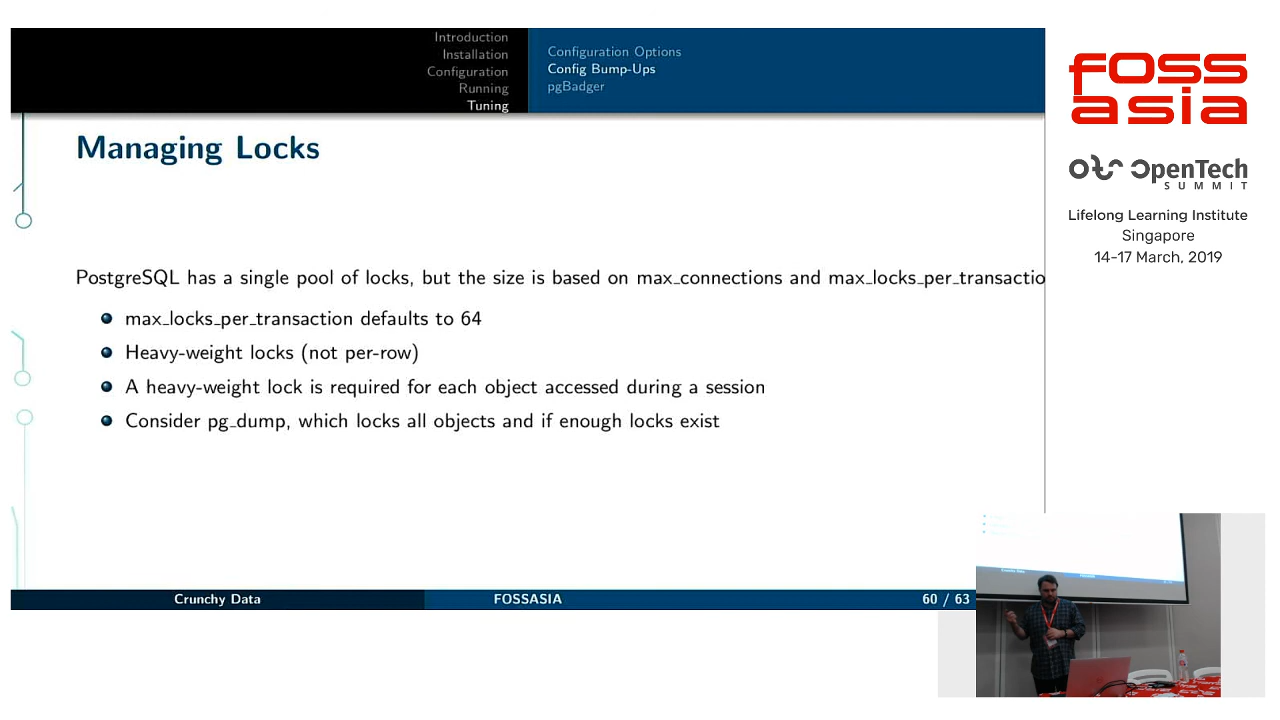 Introduction
Installation
Configuration
Running
Tuning
Configuration Options
Config Bump-Ups
pgBadger
Managing Locks
PostgreSQL has a single pool of locks, but the size is based on max_connections and max_locks_per_transactio
max_locks_per_transaction defaults to 64
Heavy-weight locks (not per-row)
A heavy-weight lock is required for each object accessed during a session
Consider pg_dump, which locks all objects and if enough locks exist
Crunchy Data
FOSSASIA
60 / 63
FOSS
asia
OpenTech
SUMMIT
Lifelong Learning Institute
Singapore
14-17 March, 2019